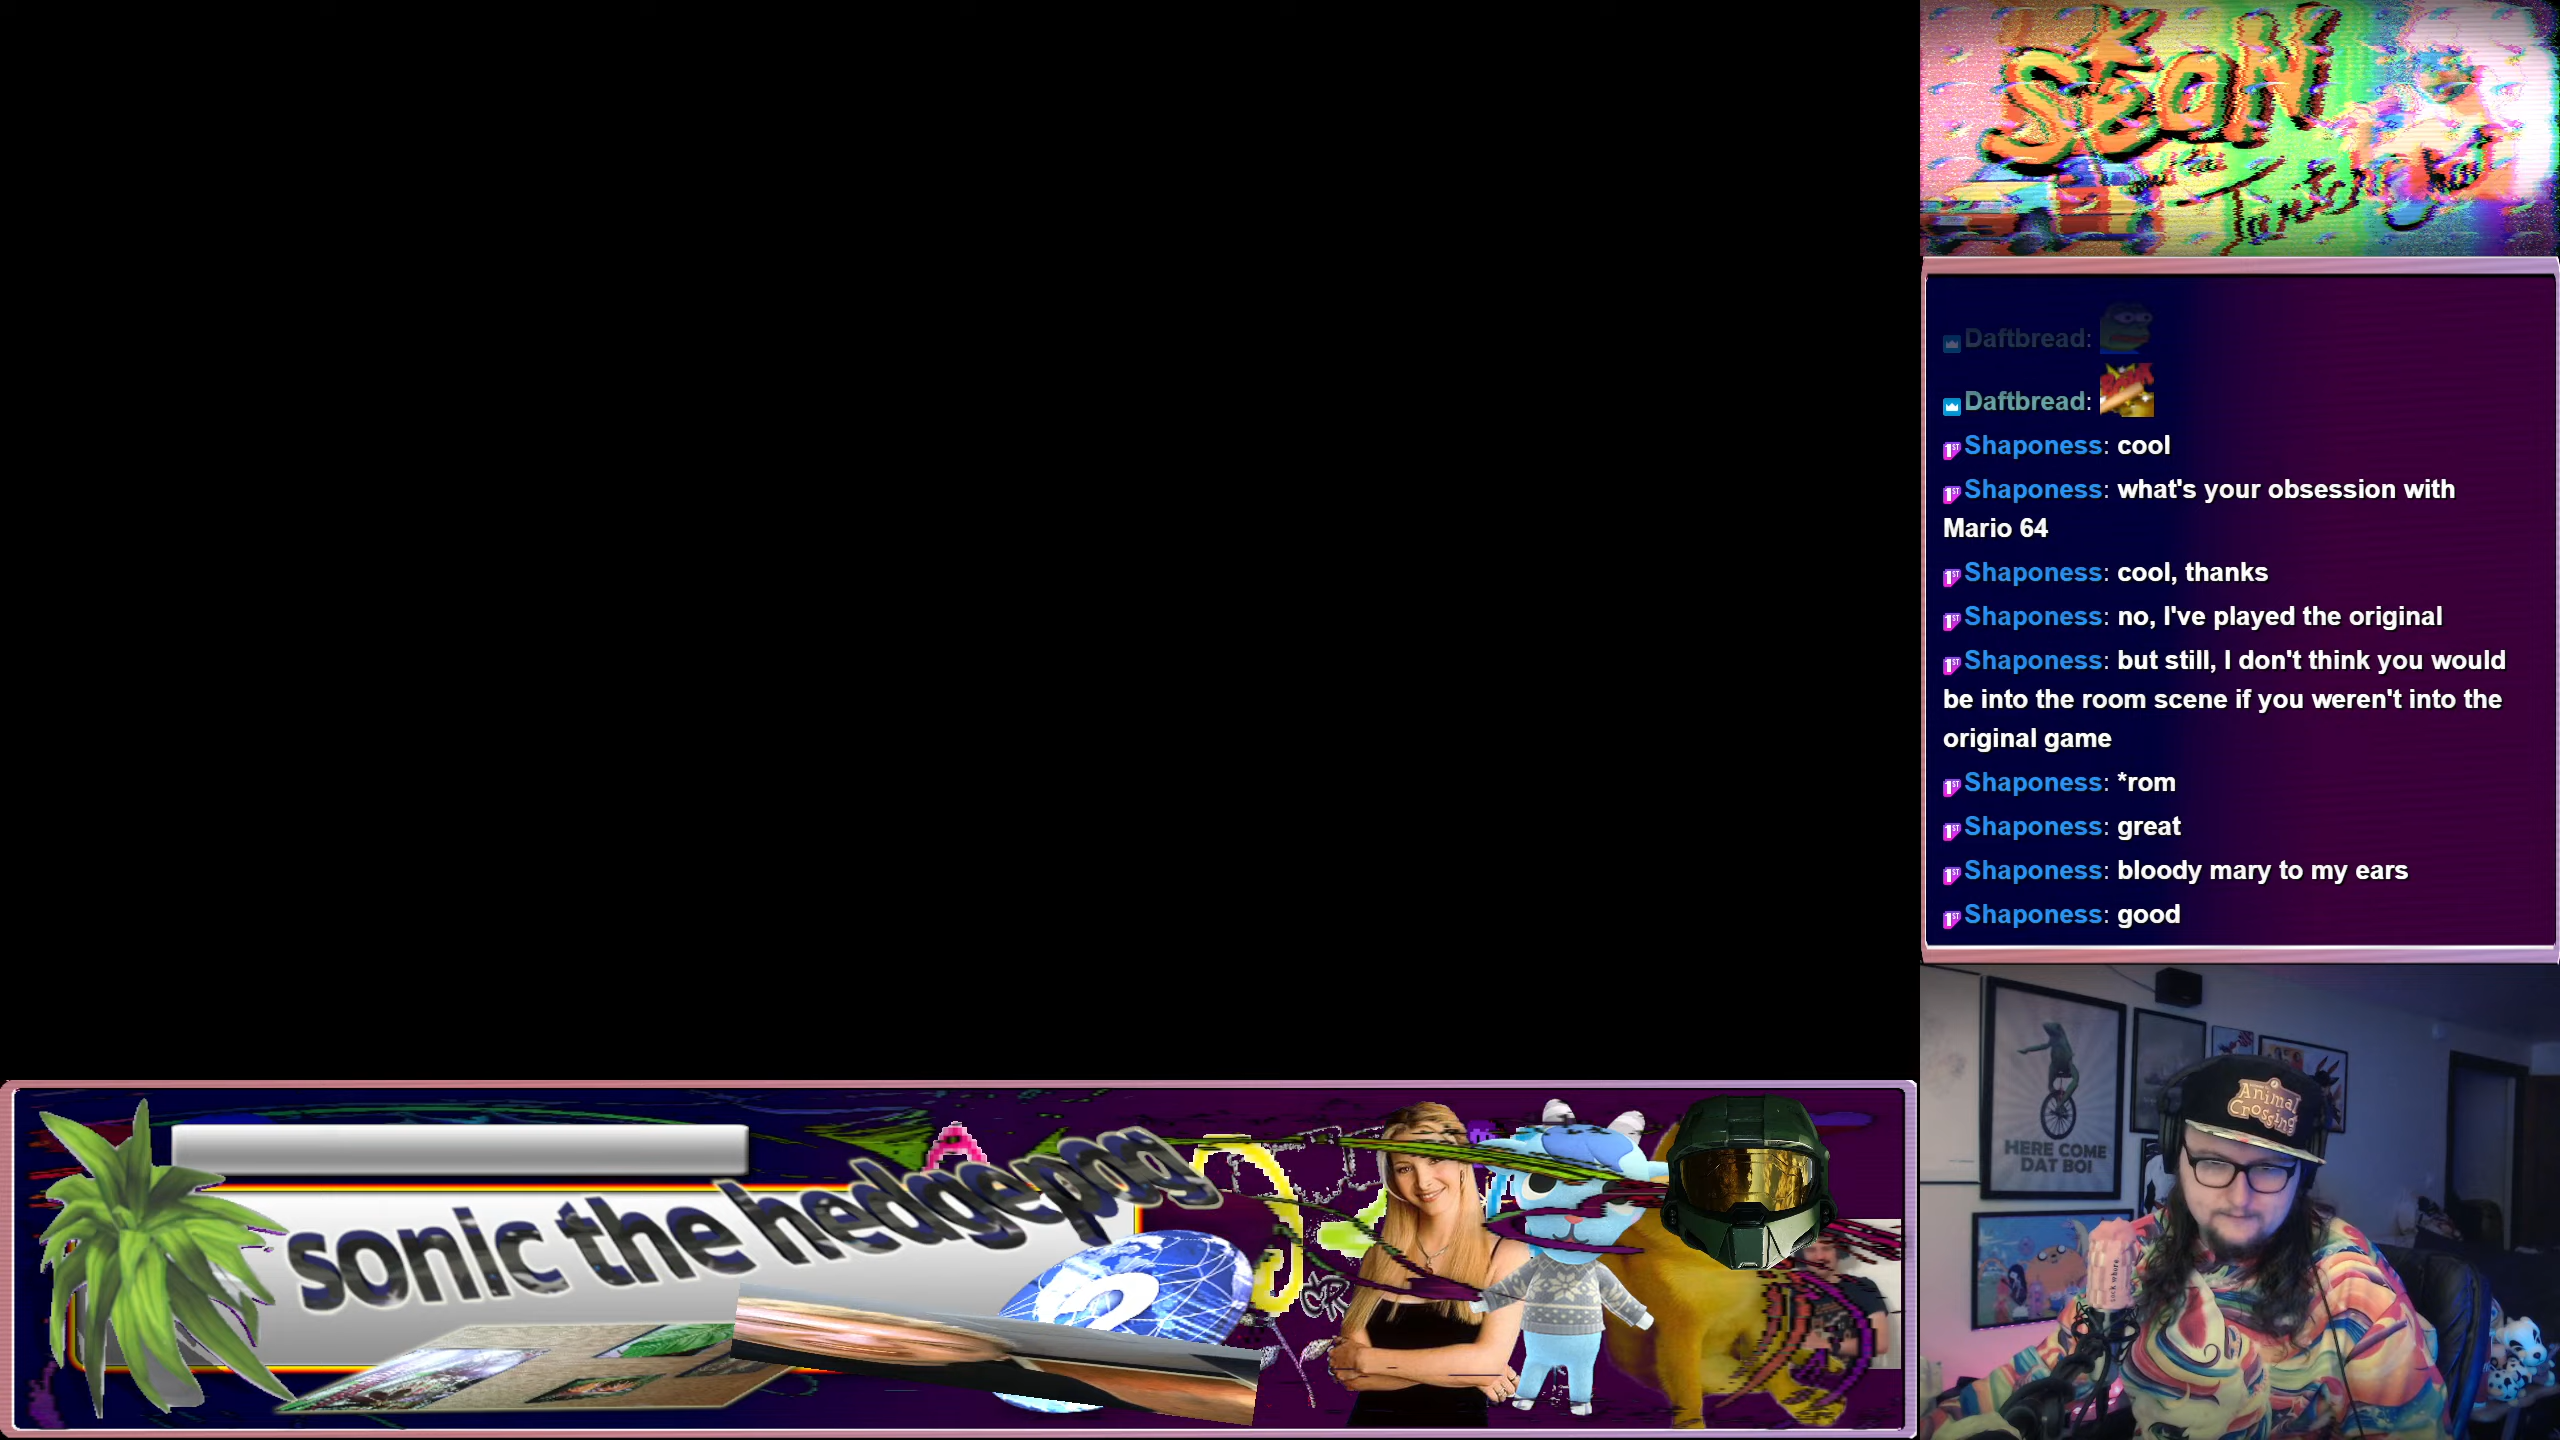 SEAN
Tonight
Daftbread:
Daftbread:
Shaponess: cool
Shaponess: what's your obsession with
Mario 64
Shaponess: cool, thanks
Shaponess: no, I've played the original
Shaponess: but still, I don't think you would
be into the room scene if you weren't into the
original game
Shaponess: *rom
Shaponess: great
Shaponess: bloody mary to my ears
Shaponess: good
HERE COME
DAT BOI
Animal
Crossing
sonic the hedgepog